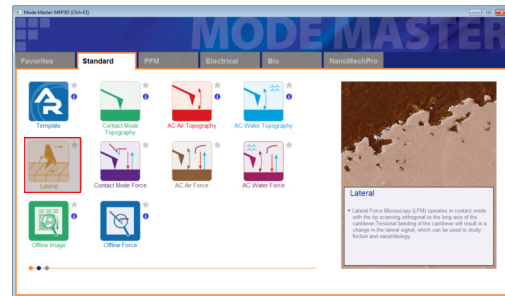 Mode Master MFP3D (Ctrl+F2)
MODE MASTER
Favorites
Standard
PFM
Electrical
Bio
NanoMechPro
Template
Contact Mode
Topography
AC Air Topography
AC Water Topography
Lateral
Contact Mode Force
AC Air Force
AC Water Force
Offline Image
Offline Force
Lateral
• Lateral Force Microscopy (LFM) operates in contact mode
with the tip scanning orthogonal to the long axis of the
cantilever. Torsional bending of the cantilever will result in a
change in the lateral signal, which can be used to study
friction and nanotribology.